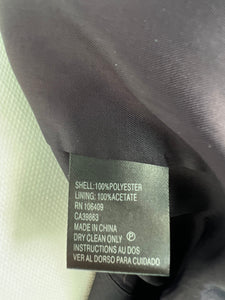 SHELL:100%POLYESTER
LINING: 100%ACETATE
RN 106409
CA39883
MADE IN CHINA
DRY CLEAN ONLY Ⓟ
INSTRUCTIONS AU DOS
VER AL DORSO PARA CUIDADO